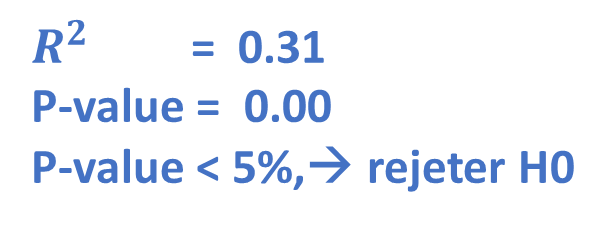 R² = 0.31
P-value = 0.00
P-value < 5%,→ rejeter H0